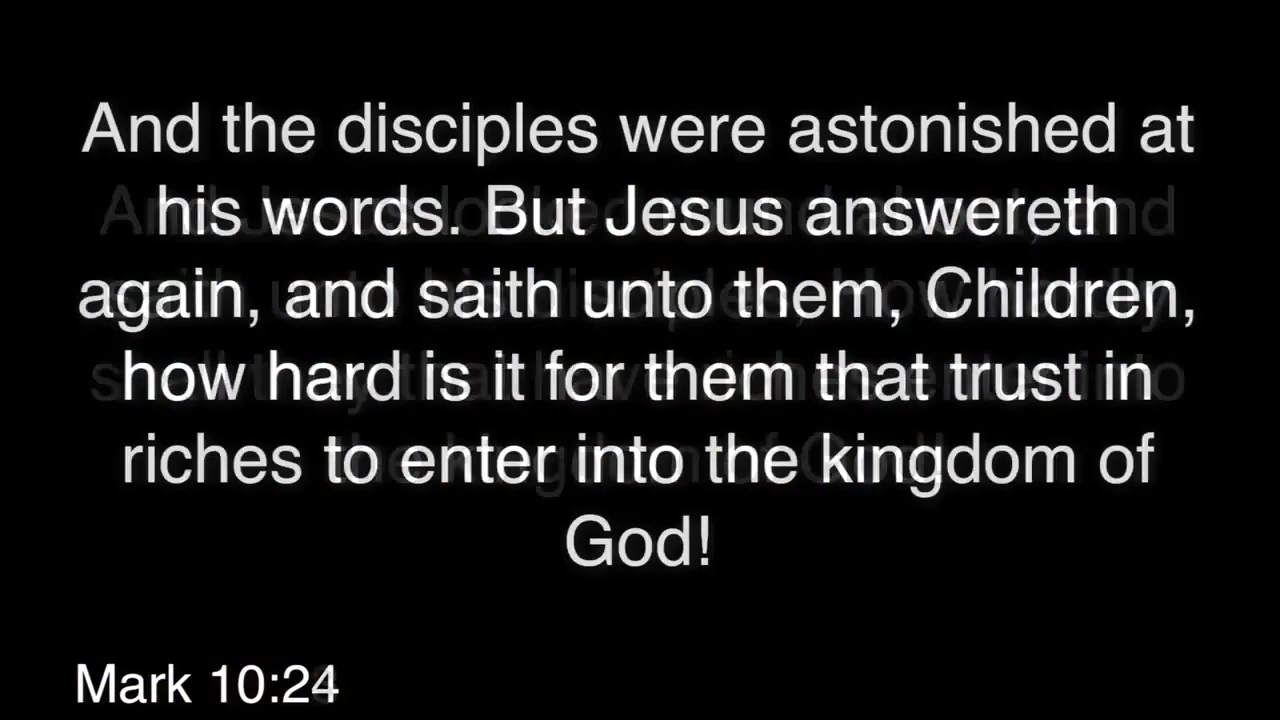 And the disciples were astonished at
his words. But Jesus answereth
again, and saith unto them, Children,
how hard is it for them that trust in
riches to enter into the kingdom of
God!
Mark 10:24